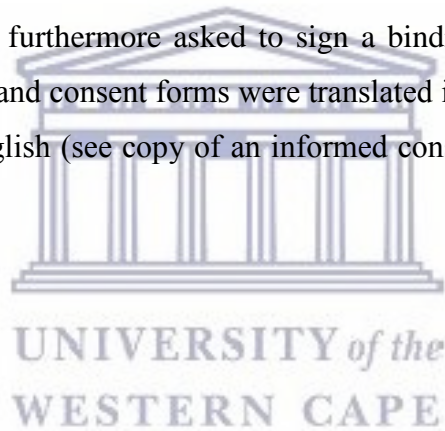 furthermore asked to sign a bind
and consent forms were translated i
glish (see copy of an informed con
UNIVERSITY of the
WESTERN CAPE